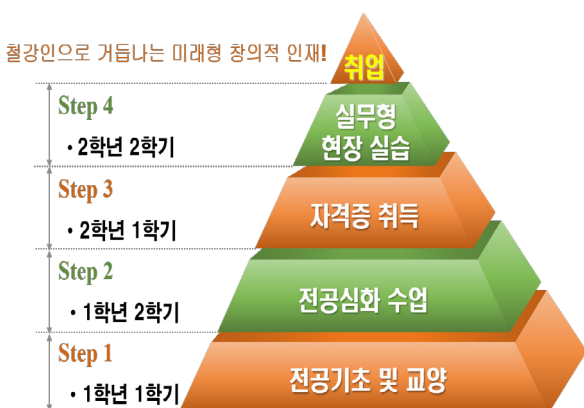 철강인으로 거듭나는 미래형 창의적 인재!
취업
Step 4
• 2학년 2학기
실무형
현장 실습
Step 3
• 2학년 1학기
자격증 취득
Step 2
• 1학년 2학기
전공심화 수업
Step 1
• 1학년 1학기
전공기초 및 교양